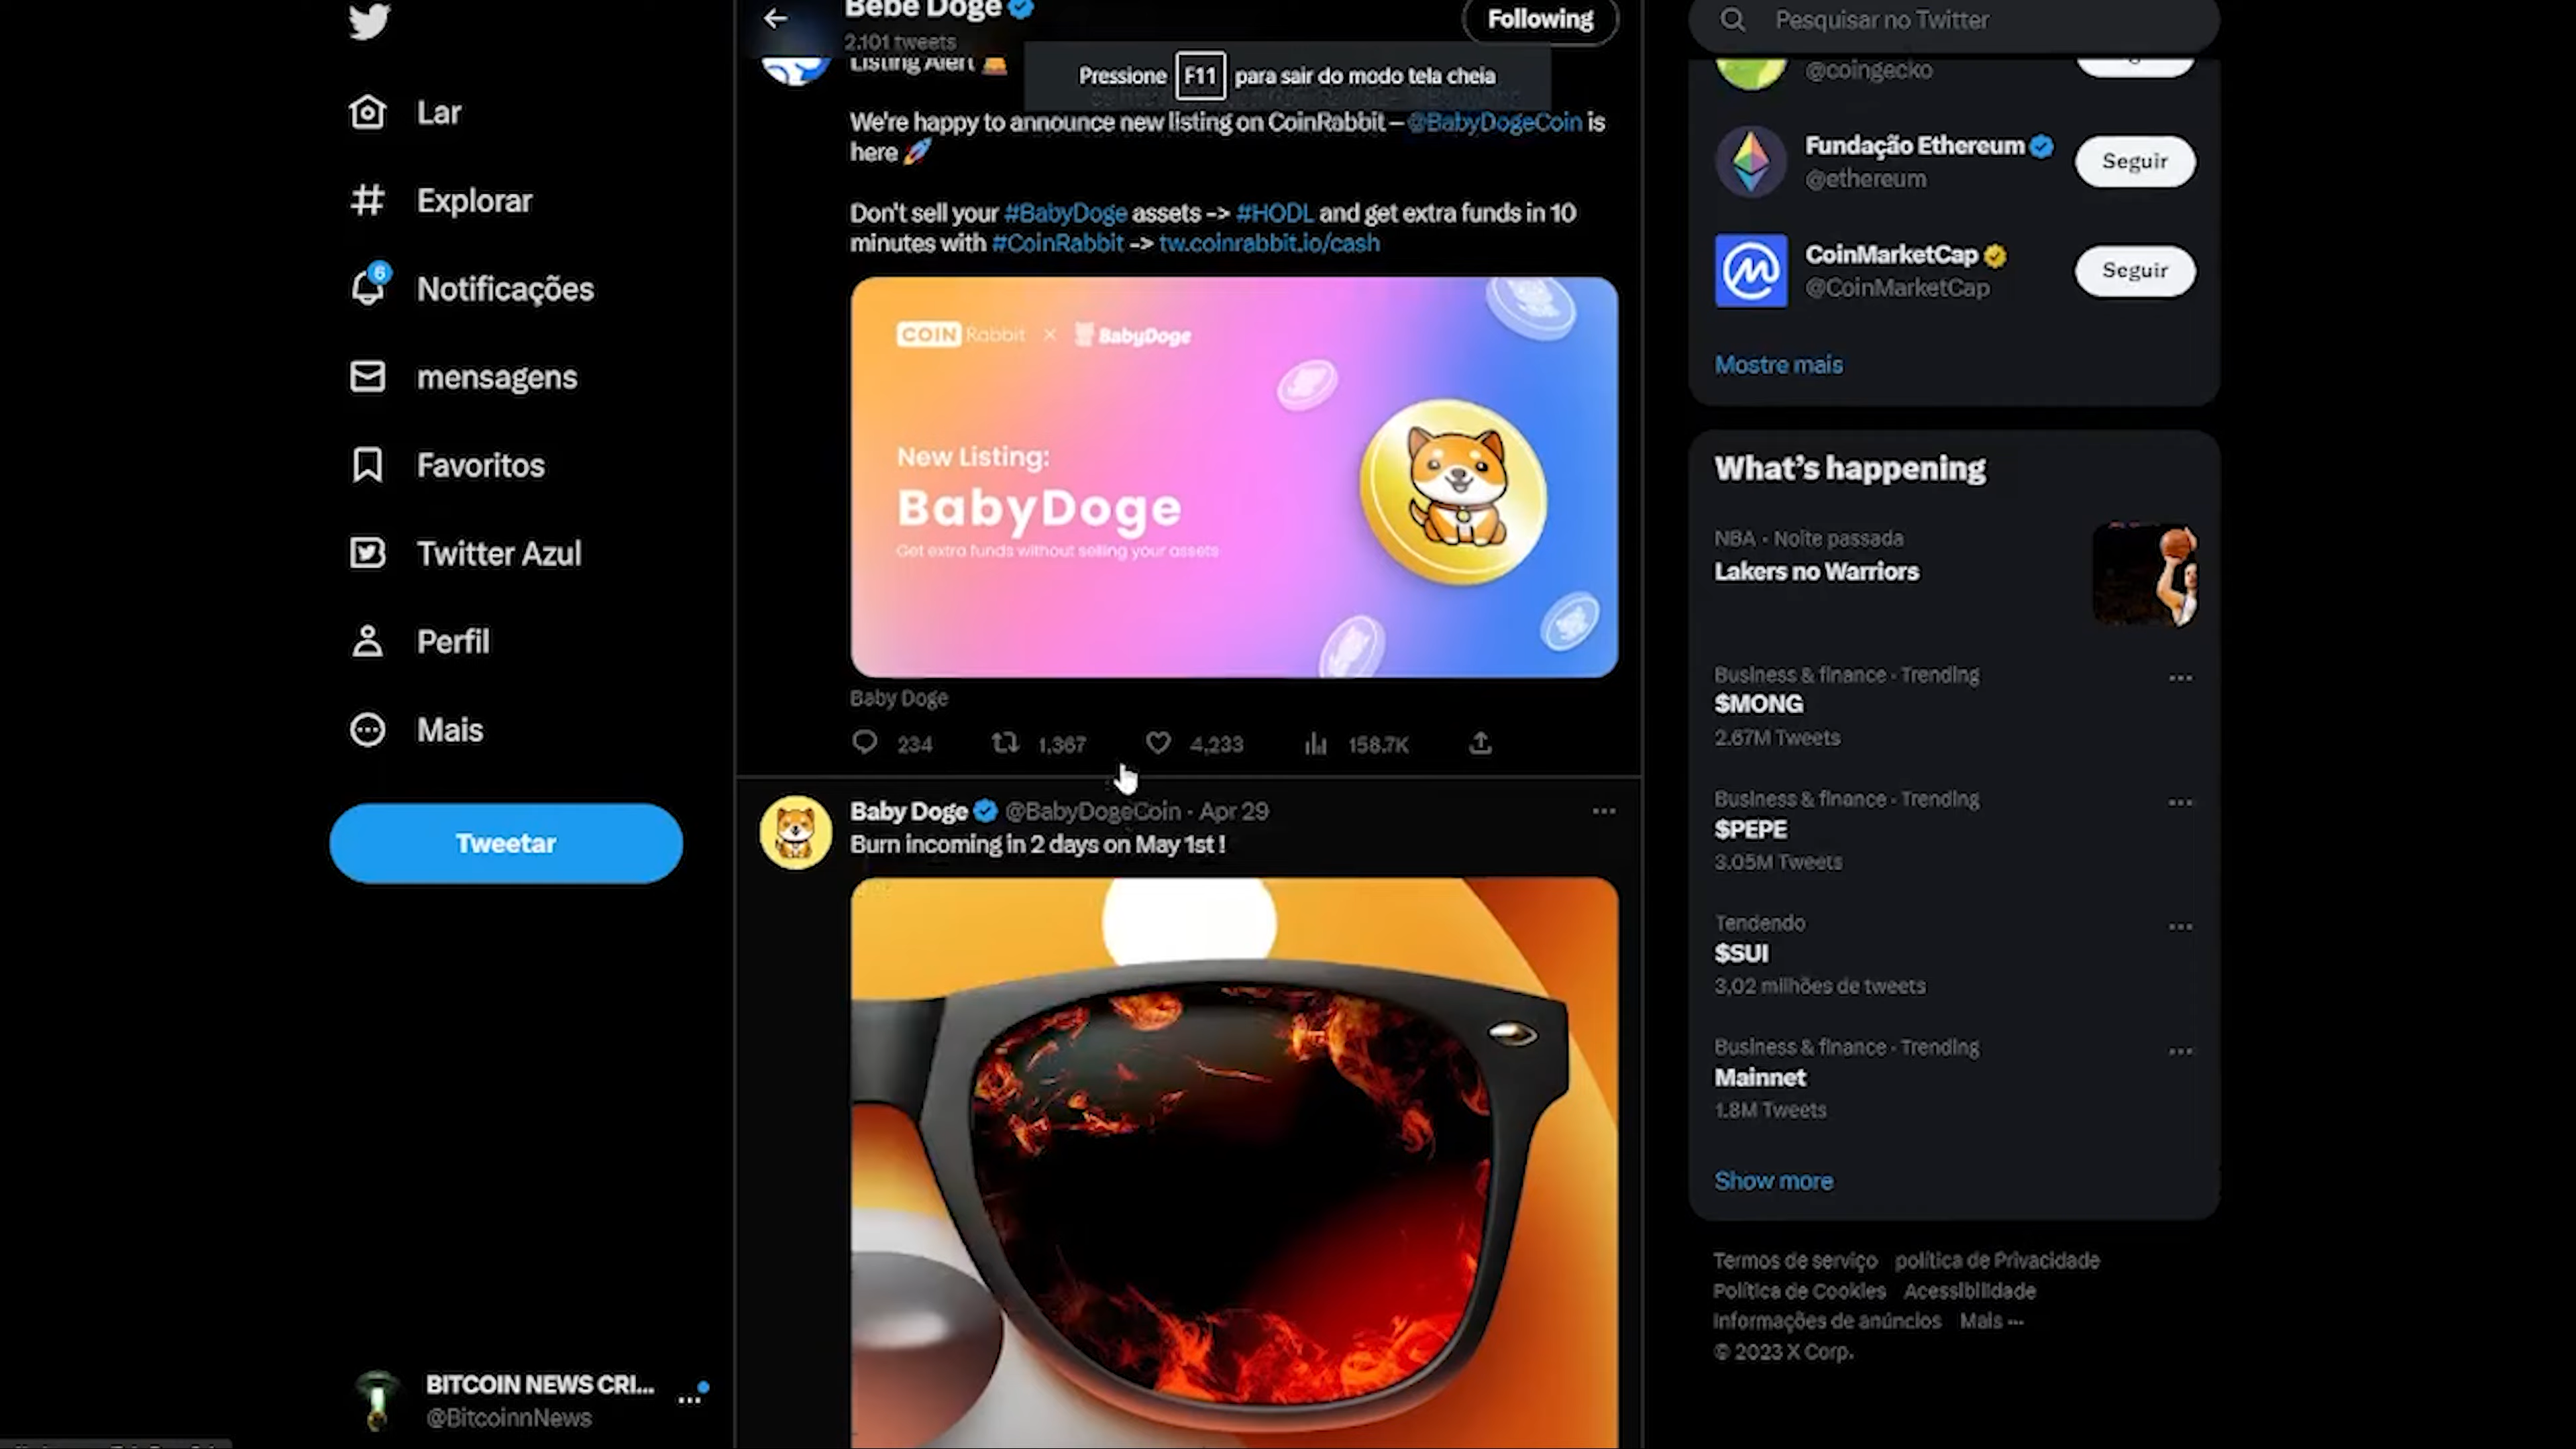 Lar
Explorar
6
Notificações
mensagens
Favoritos
Twitter Azul
Perfil
Mais
Tweetar
BITCOIN NEWS CRI...
@BitcoinnNews
Bebê Doge
2.101 tweets
Following
Pressione F11 para sair do modo tela cheia
Listing Alert
We're happy to announce new listing on CoinRabbit – @BabyDogeCoin is
here 🚀
Don't sell your #BabyDoge assets -> #HODL and get extra funds in 10
minutes with #CoinRabbit -> tw.coinrabbit.io/cash
COIN Rabbit × BabyDoge
New Listing:
BabyDoge
Get extra funds without selling your assets
Baby Doge
234 1,367 4,233 158.7K
Baby Doge @BabyDogeCoin · Apr 29
Burn incoming in 2 days on May 1st !
Pesquisar no Twitter
@coingecko
Fundação Ethereum
@ethereum
Seguir
CoinMarketCap
@CoinMarketCap
Seguir
Mostre mais
What's happening
NBA · Noite passada
Lakers no Warriors
Business & finance · Trending
$MONG
2.67M Tweets
Business & finance · Trending
$PEPE
3.05M Tweets
Tendendo
$SUI
3,02 milhões de tweets
Business & finance · Trending
Mainnet
1.8M Tweets
Show more
Termos de serviço política de Privacidade
Política de Cookies Acessibilidade
Informações de anúncios Mais ···
© 2023 X Corp.